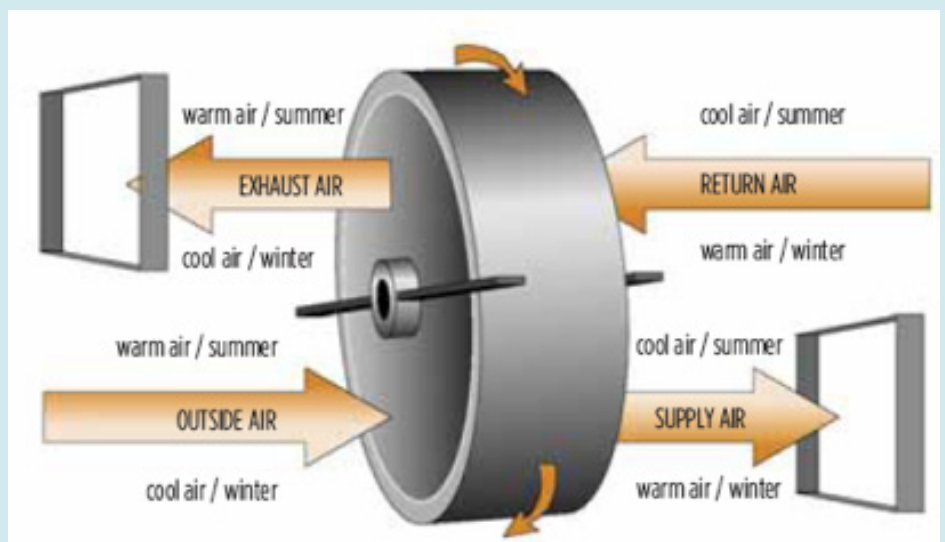 warm air / summer
cool air / summer
EXHAUST AIR
RETURN AIR
cool air / winter
warm air / winter
warm air / summer
cool air / summer
OUTSIDE AIR
SUPPLY AIR
cool air / winter
warm air / winter